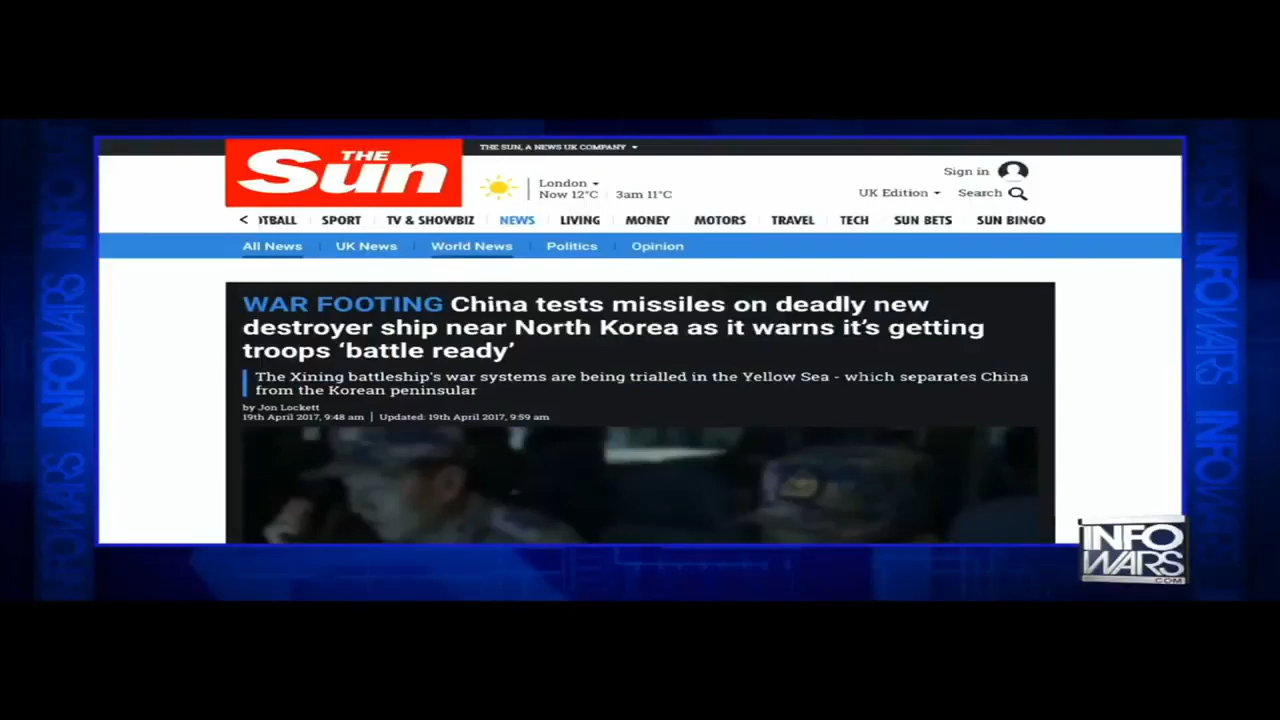 THE SUN, A NEWS UK COMPANY
THE
Sun
London
Now 12°C 3am 11°C
Sign in
UK Edition Search
< OTBALL SPORT TV & SHOWBIZ NEWS LIVING MONEY MOTORS TRAVEL TECH SUN BETS SUN BINGO
All News UK News World News Politics Opinion
WAR FOOTING China tests missiles on deadly new
destroyer ship near North Korea as it warns it's getting
troops ‘battle ready’
The Xining battleship's war systems are being trialled in the Yellow Sea - which separates China
from the Korean peninsular
by Jon Lockett
19th April 2017, 9:48 am | Updated: 19th April 2017, 9:59 am
INFOWARS
INFOWARS
INFO
WARS
.COM